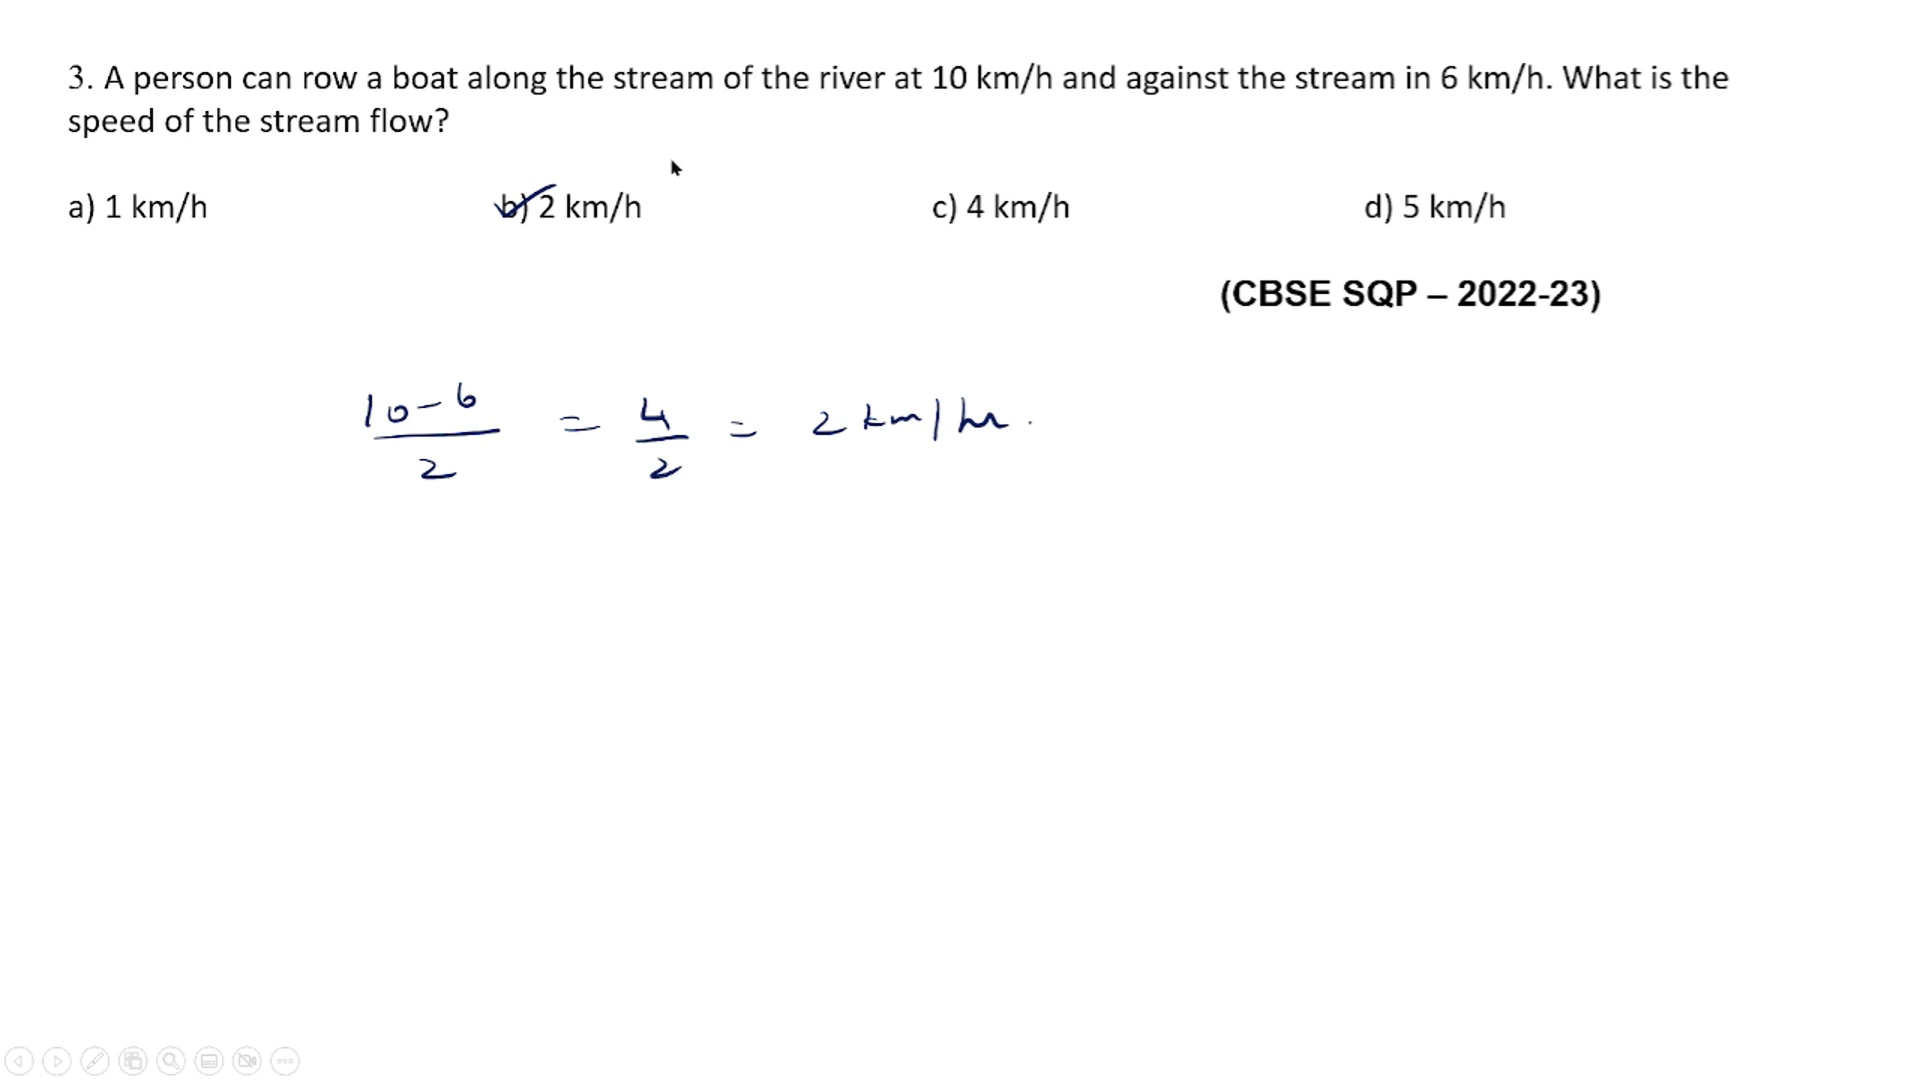 3. A person can row a boat along the stream of the river at 10 km/h and against the stream in 6 km/h. What is the
speed of the stream flow?
a) 1 km/h b) 2 km/h c) 4 km/h d) 5 km/h
(CBSE SQP – 2022-23)
10-6/2 = 4/2 = 2 km/hr.